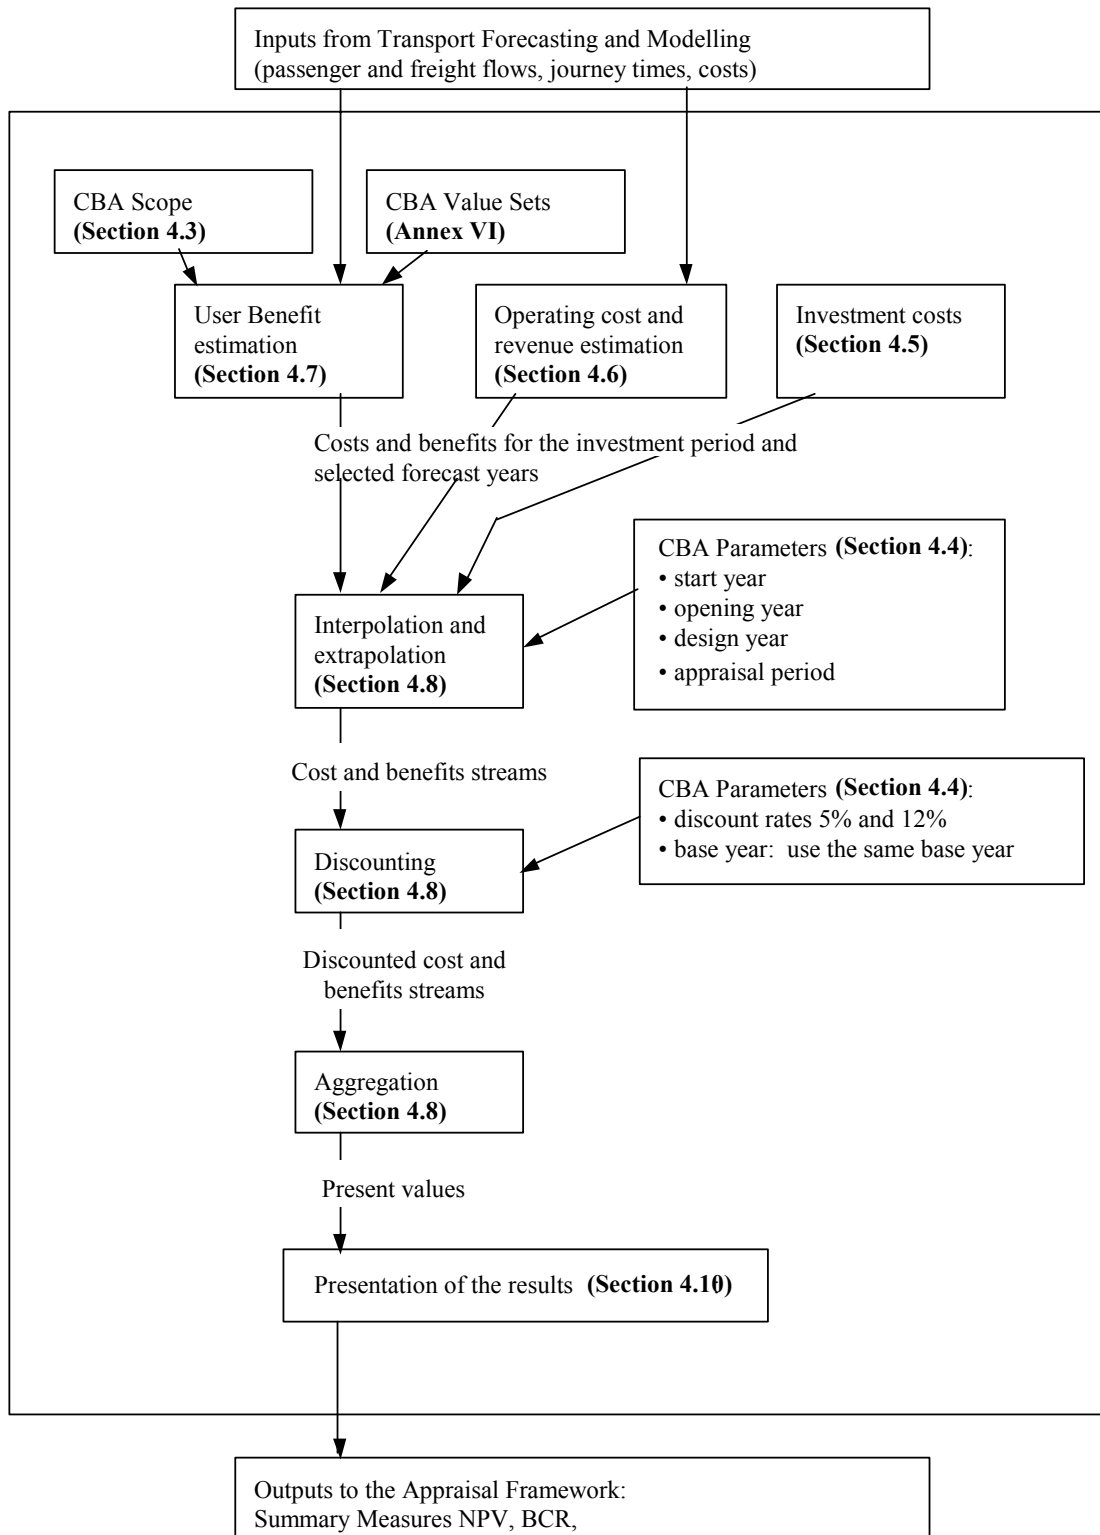 Inputs from Transport Forecasting and Modelling
(passenger and freight flows, journey times, costs)
CBA Scope
(Section 4.3)
CBA Value Sets
(Annex VI)
User Benefit
estimation
(Section 4.7)
Operating cost and
revenue estimation
(Section 4.6)
Investment costs
(Section 4.5)
Costs and benefits for the investment period and
selected forecast years
CBA Parameters (Section 4.4):
• start year
• opening year
• design year
• appraisal period
Interpolation and
extrapolation
(Section 4.8)
Cost and benefits streams
CBA Parameters (Section 4.4):
• discount rates 5% and 12%
• base year: use the same base year
Discounting
(Section 4.8)
Discounted cost and
benefits streams
Aggregation
(Section 4.8)
Present values
Presentation of the results (Section 4.10)
Outputs to the Appraisal Framework:
Summary Measures NPV, BCR,